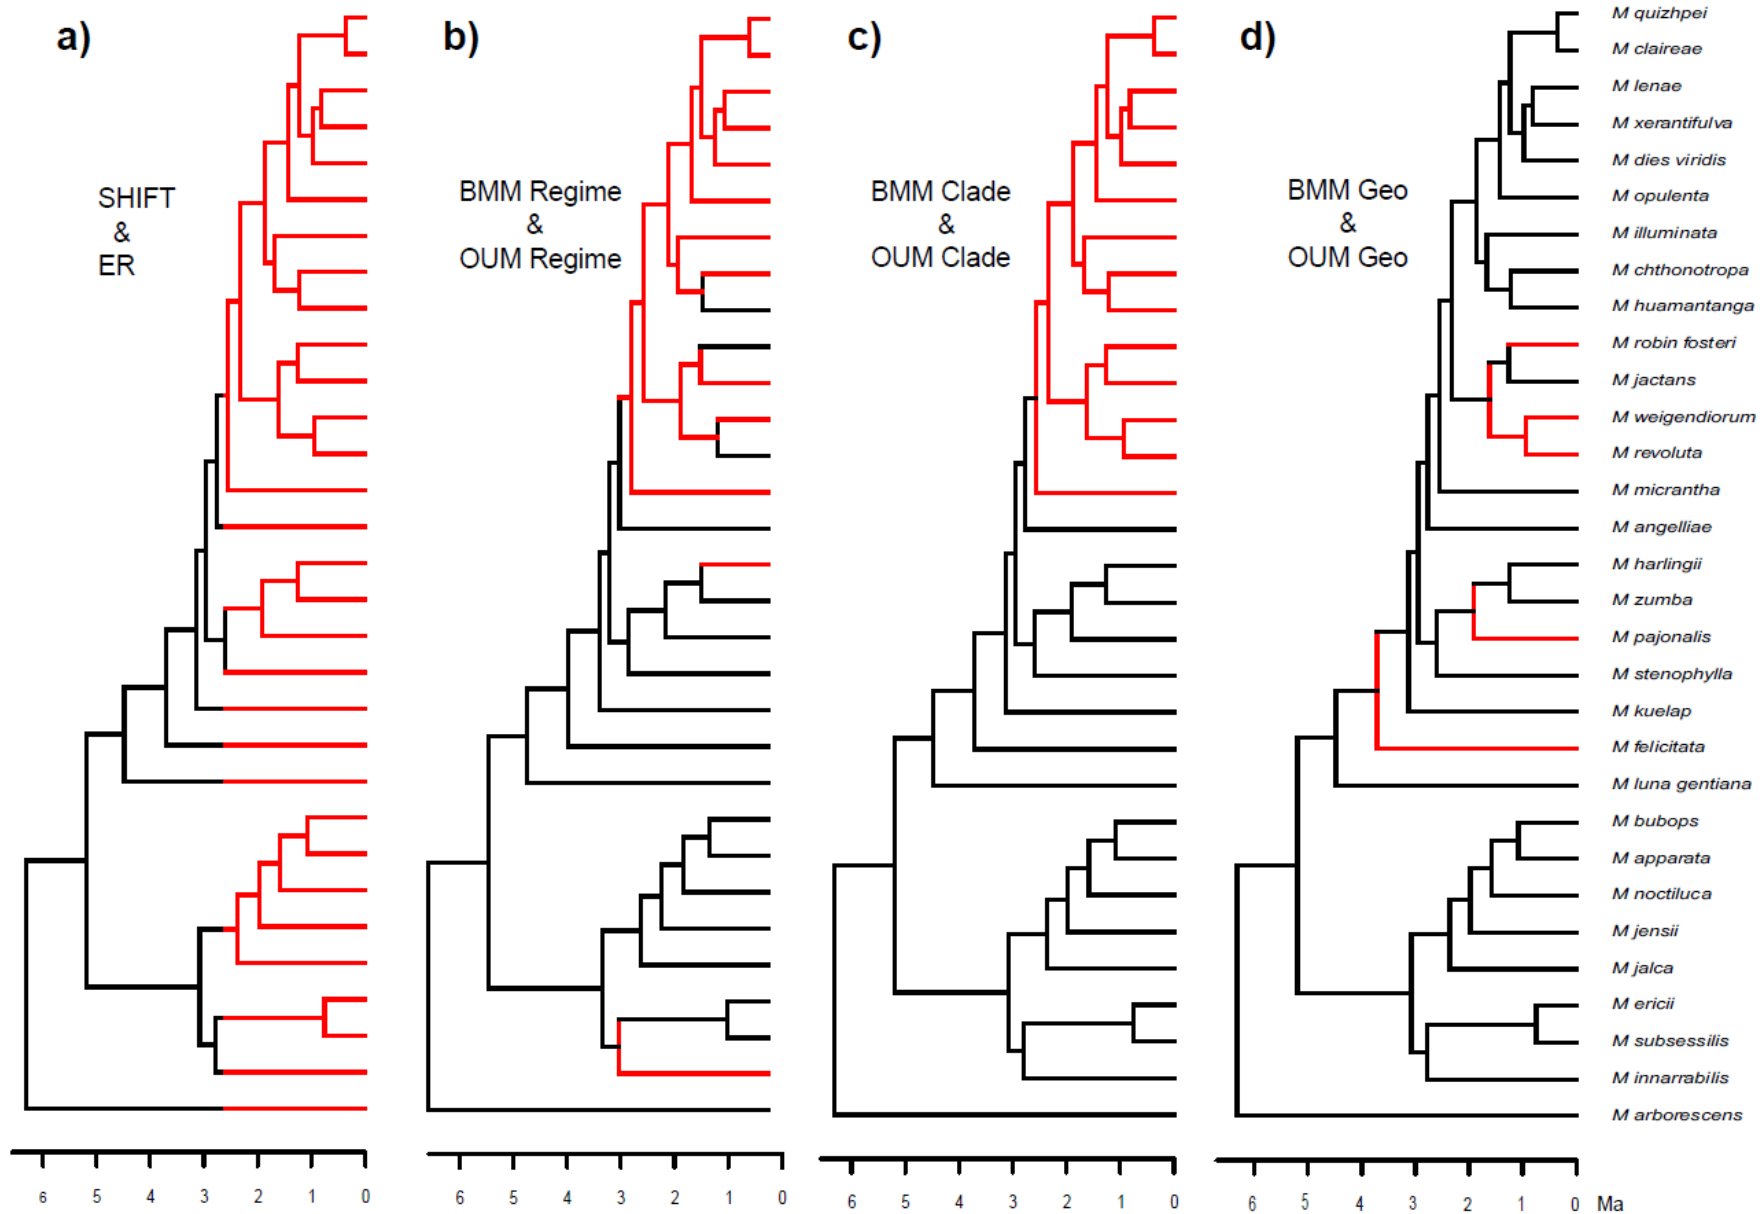 a)
SHIFT
&
ER
b)
BMM Regime
&
OUM Regime
c)
BMM Clade
&
OUM Clade
d)
BMM Geo
&
OUM Geo
M quizhpei
M claireae
M lenae
M xerantifulva
M dies viridis
M opulenta
M illuminata
M chthonotropa
M huamantanga
M robin fosteri
M jactans
M weigendiorum
M revoluta
M micrantha
M angelliae
M harlingii
M zumba
M pajonalis
M stenophylla
M kuelap
M felicitata
M luna gentiana
M bubops
M apparata
M noctiluca
M jensii
M jalca
M ericii
M subsessilis
M innarrabilis
M arborescens
6 5 4 3 2 1 0
6 5 4 3 2 1 0
6 5 4 3 2 1 0
6 5 4 3 2 1 0 Ma